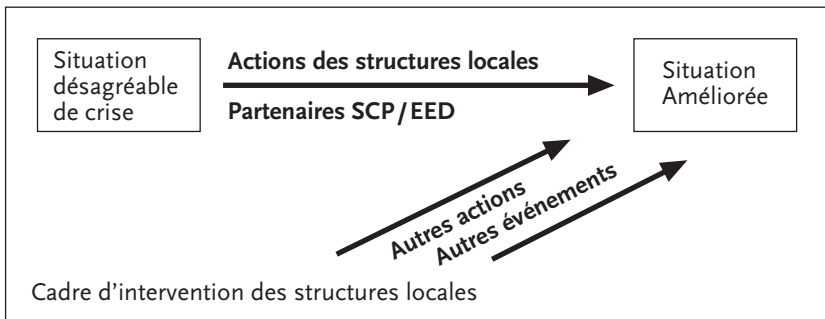 Situation
désagréable
de crise
Actions des structures locales
Partenaires SCP/EED
Situation
Améliorée
Autres actions
Autres événements
Cadre d'intervention des structures locales